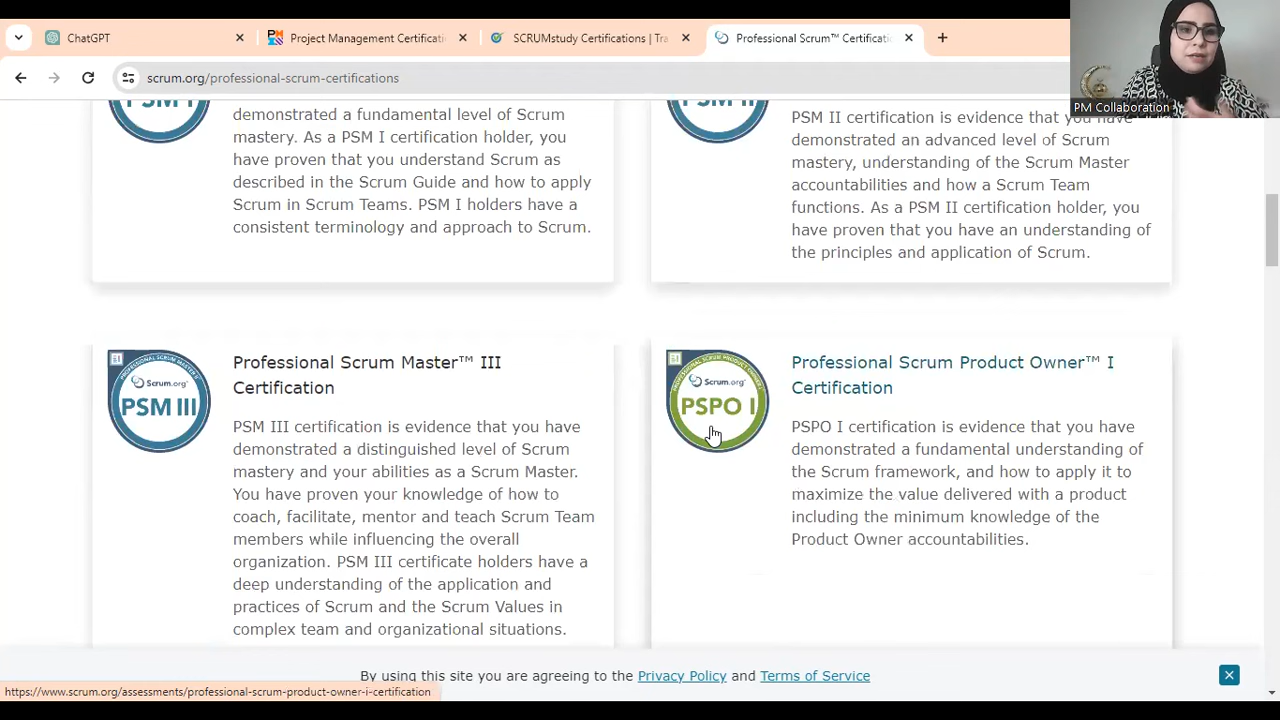 ChatGPT
Project Management Certificati
SCRUMstudy Certifications | Tra
Professional Scrum™ Certificatio
scrum.org/professional-scrum-certifications
PM Collaboration
PSM I
demonstrated a fundamental level of Scrum
mastery. As a PSM I certification holder, you
have proven that you understand Scrum as
described in the Scrum Guide and how to apply
Scrum in Scrum Teams. PSM I holders have a
consistent terminology and approach to Scrum.
PSM II
PSM II certification is evidence that you have
demonstrated an advanced level of Scrum
mastery, understanding of the Scrum Master
accountabilities and how a Scrum Team
functions. As a PSM II certification holder, you
have proven that you have an understanding of
the principles and application of Scrum.
PROFESSIONAL SCRUM MASTER III
Scrum.org
PSM III
Professional Scrum Master™ III
Certification
PSM III certification is evidence that you have
demonstrated a distinguished level of Scrum
mastery and your abilities as a Scrum Master.
You have proven your knowledge of how to
coach, facilitate, mentor and teach Scrum Team
members while influencing the overall
organization. PSM III certificate holders have a
deep understanding of the application and
practices of Scrum and the Scrum Values in
complex team and organizational situations.
PROFESSIONAL SCRUM PRODUCT OWNER I
Scrum.org
PSPO I
Professional Scrum Product Owner™ I
Certification
PSPO I certification is evidence that you have
demonstrated a fundamental understanding of
the Scrum framework, and how to apply it to
maximize the value delivered with a product
including the minimum knowledge of the
Product Owner accountabilities.
By using this site you are agreeing to the Privacy Policy and Terms of Service
https://www.scrum.org/assessments/professional-scrum-product-owner-i-certification